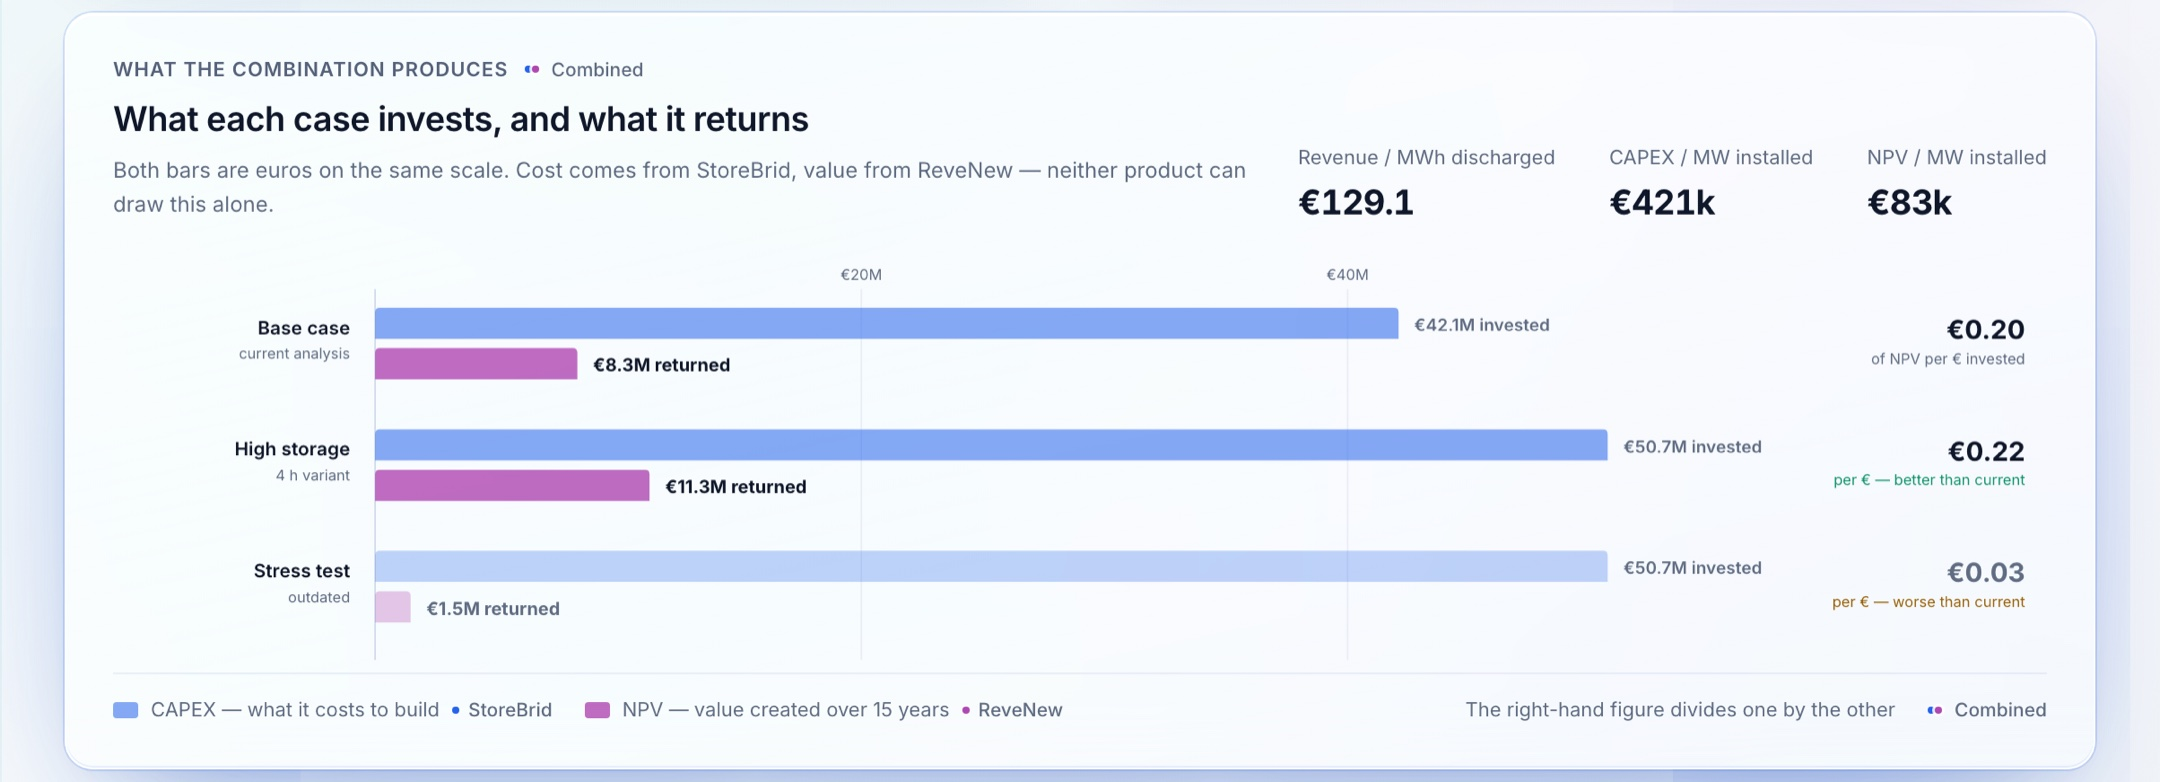 WHAT THE COMBINATION PRODUCES Combined
What each case invests, and what it returns
Both bars are euros on the same scale. Cost comes from StoreBrid, value from ReveNew — neither product can
draw this alone.
Revenue / MWh discharged
€129.1
CAPEX / MW installed
€421k
NPV / MW installed
€83k
€20M
€40M
Base case
current analysis
€42.1M invested
€8.3M returned
€0.20
of NPV per € invested
High storage
4 h variant
€50.7M invested
€11.3M returned
€0.22
per € — better than current
Stress test
outdated
€50.7M invested
€1.5M returned
€0.03
per € — worse than current
CAPEX — what it costs to build StoreBrid
NPV — value created over 15 years ReveNew
The right-hand figure divides one by the other Combined